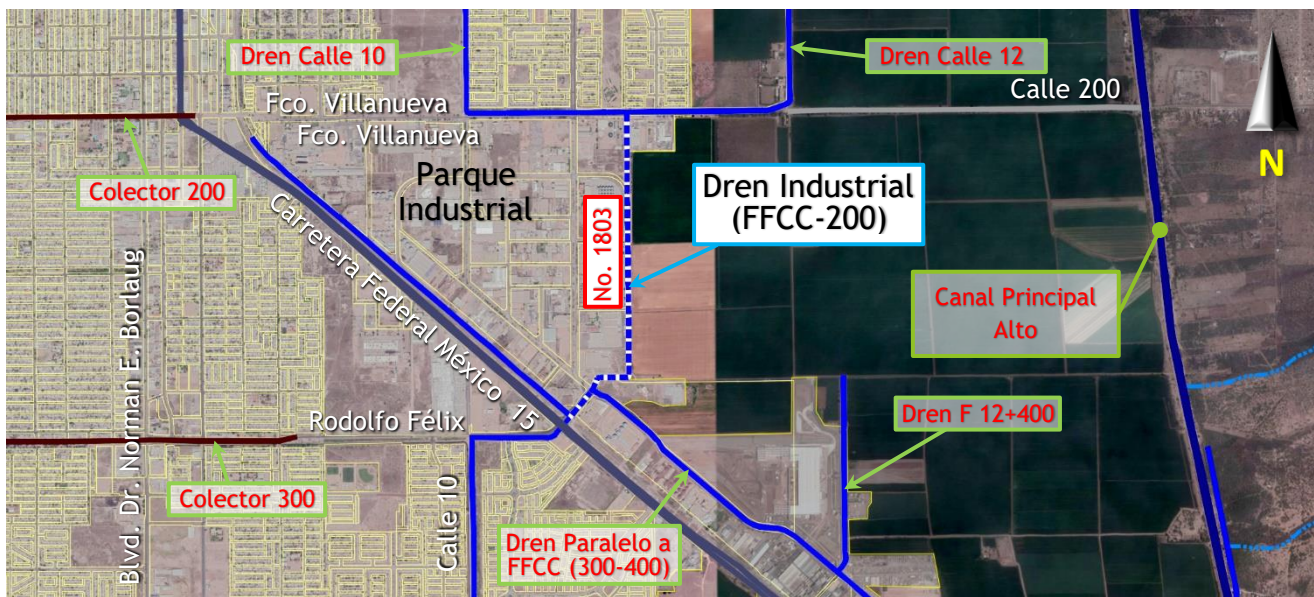 Dren Calle 10
Dren Calle 12
Calle 200
Fco. Villanueva
Fco. Villanueva
N
Colector 200
Parque
Industrial
Dren Industrial
(FFCC-200)
No. 1803
Carretera Federal México 15
Blvd. Dr. Norman E. Borlaug
Canal Principal
Alto
Rodolfo Félix
Dren F 12+400
Colector 300
Calle 10
Dren Paralelo a
FFCC (300-400)